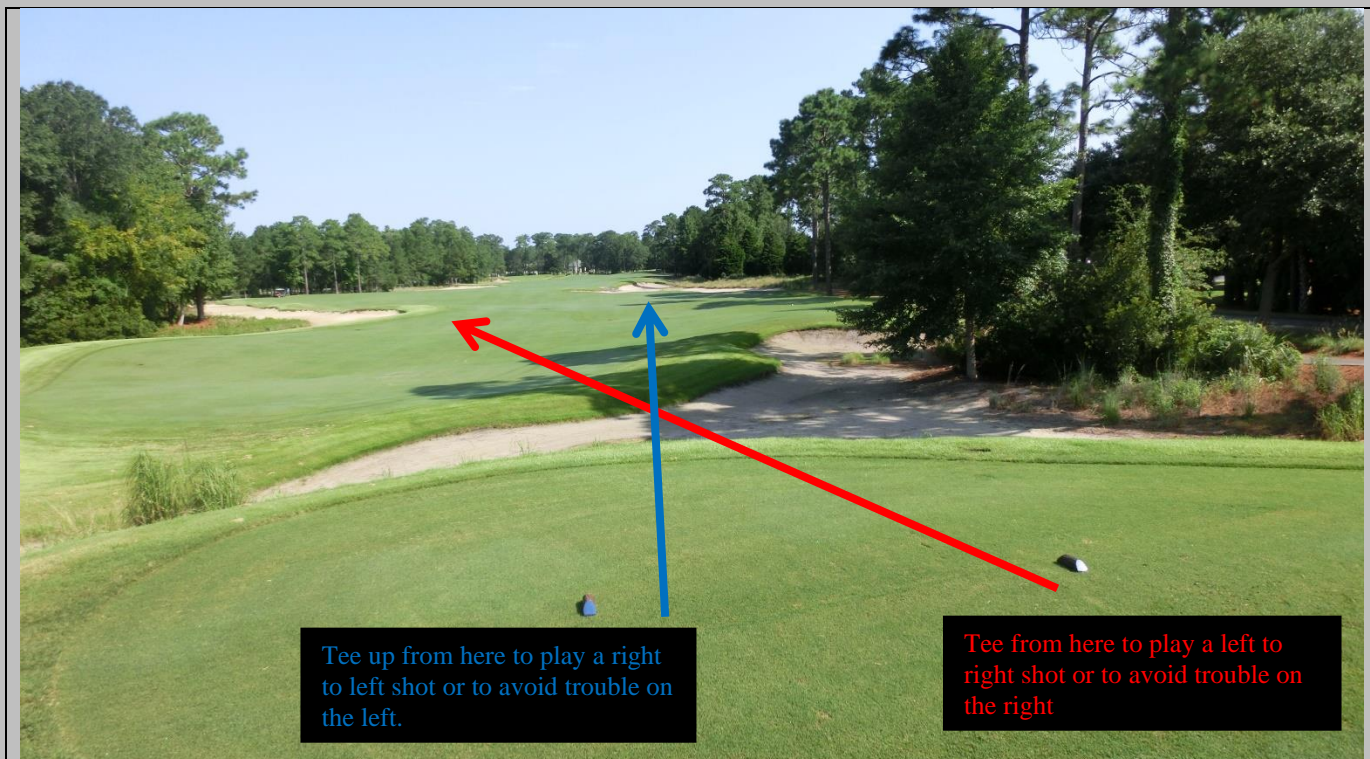 Tee up from here to play a right
to left shot or to avoid trouble on
the left.
Tee from here to play a left to
right shot or to avoid trouble on
the right